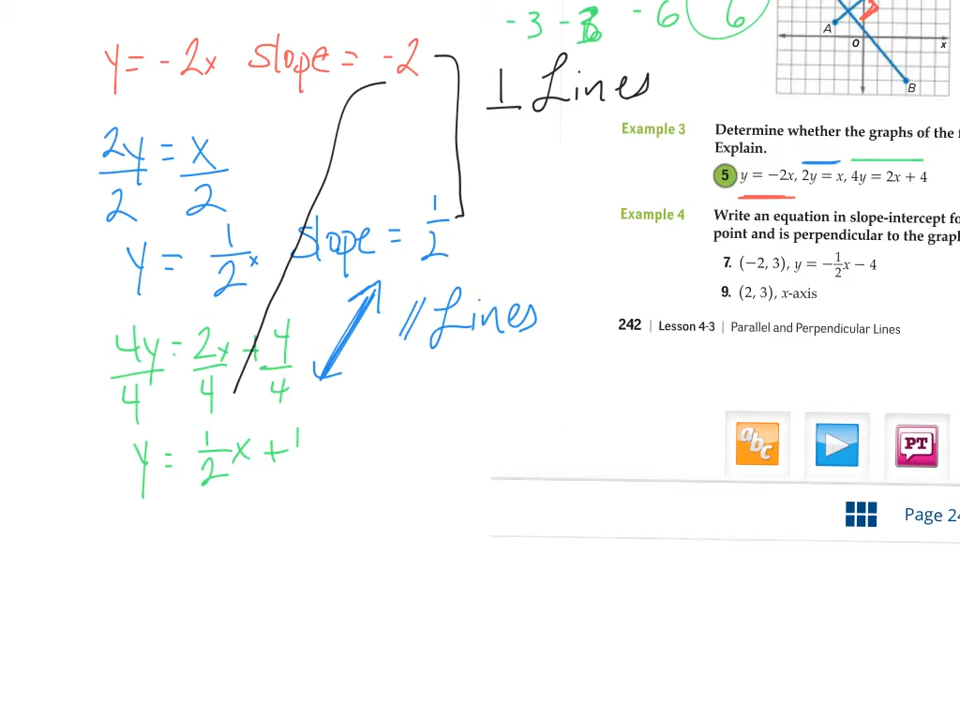 - 3 - 6 - 6 6
y = - 2x slope = - 2
⊥ Lines
2y = x
2 2
y = 1/2 x slope = 1/2
// Lines
4y = 2x + 4
4 4 4
y = 1/2 x + 1
A
O
x
B
Example 3 Determine whether the graphs of the
Explain.
5 y = −2x, 2y = x, 4y = 2x + 4
Example 4 Write an equation in slope-intercept
point and is perpendicular to the
7. (−2, 3), y = −1/2x − 4
9. (2, 3), x-axis
242 | Lesson 4-3 | Parallel and Perpendicular Lines
abc
PT
Page 24